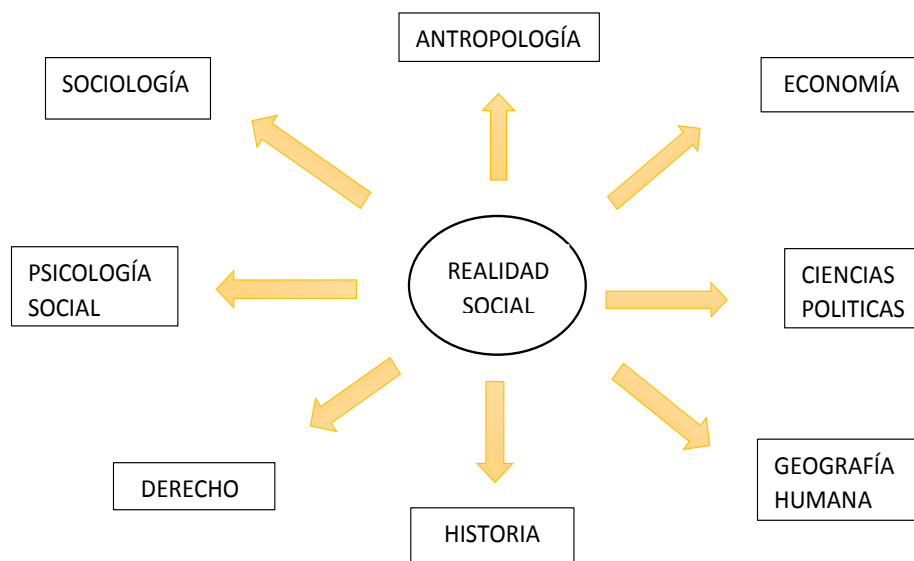 ANTROPOLOGÍA
SOCIOLOGÍA
ECONOMÍA
PSICOLOGÍA
SOCIAL
REALIDAD
SOCIAL
CIENCIAS
POLITICAS
DERECHO
HISTORIA
GEOGRAFÍA
HUMANA